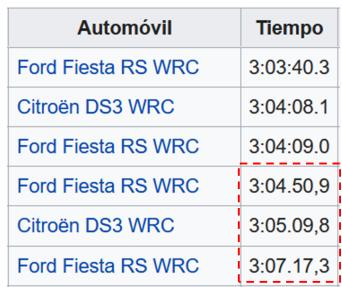 Automóvil Tiempo
Ford Fiesta RS WRC 3:03:40.3
Citroën DS3 WRC 3:04:08.1
Ford Fiesta RS WRC 3:04:09.0
Ford Fiesta RS WRC 3:04.50,9
Citroën DS3 WRC 3:05.09,8
Ford Fiesta RS WRC 3:07.17,3